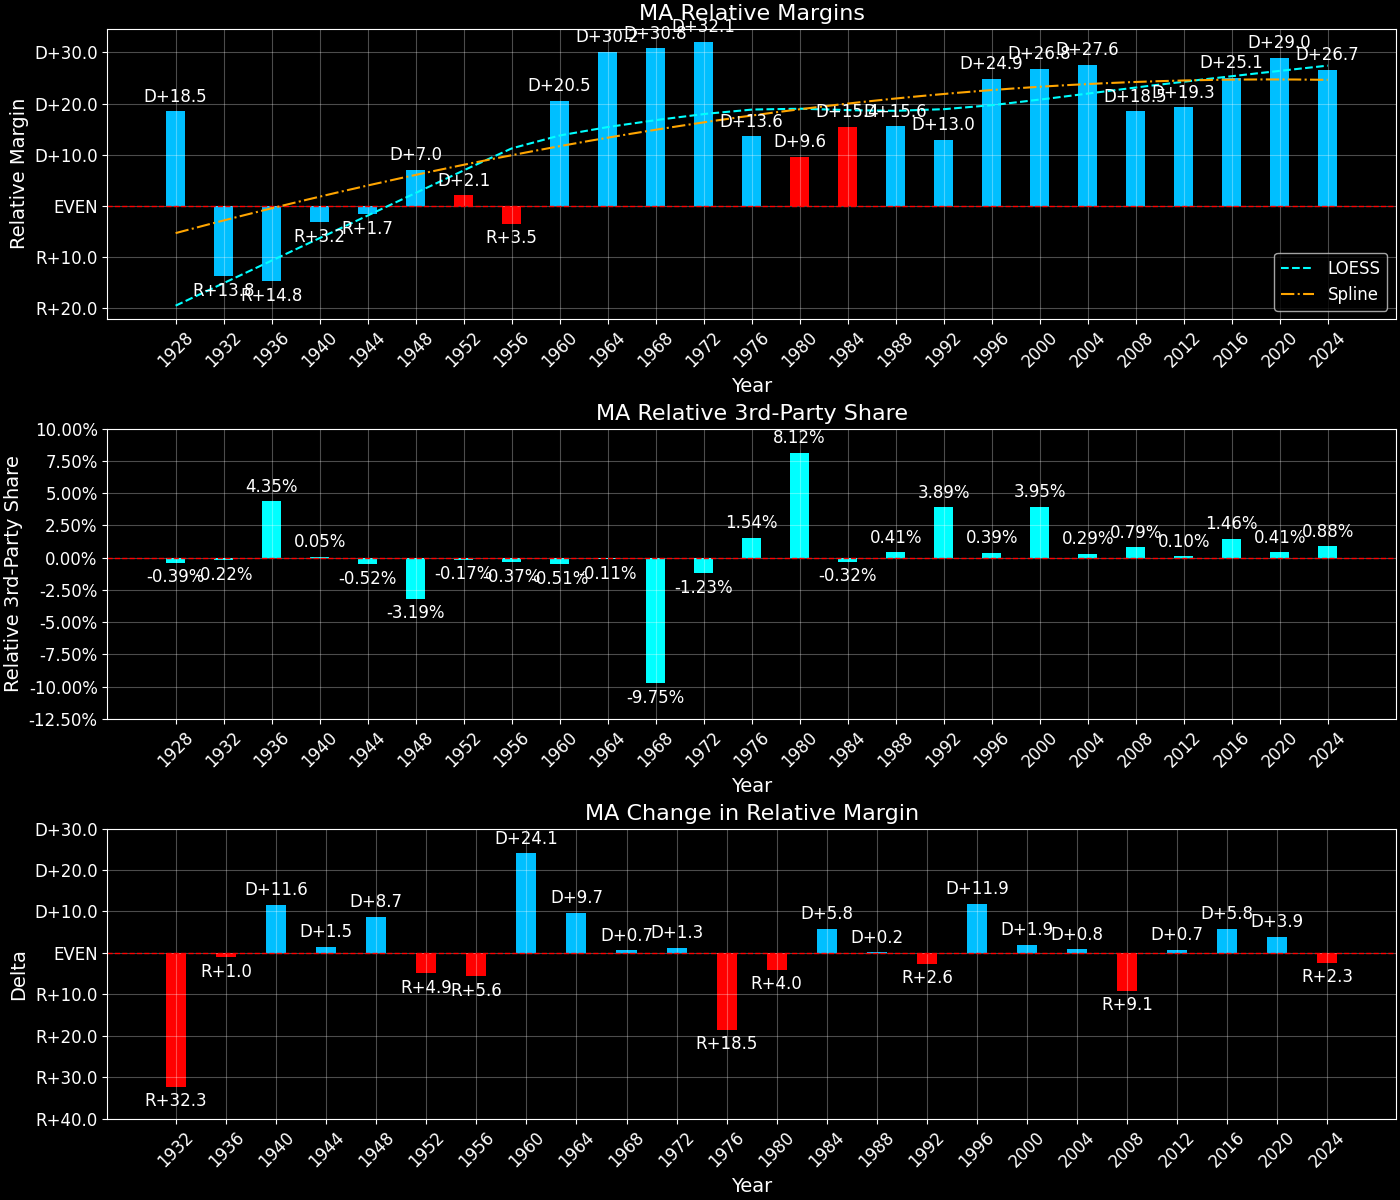 MA Relative Margins
Relative Margin
D+30.0
D+20.0
D+10.0
EVEN
R+10.0
R+20.0
D+18.5
R+13.8
R+14.8
R+3.2
R+1.7
D+7.0
D+2.1
R+3.5
D+20.5
D+30.2
D+30.8
D+32.1
D+13.6
D+9.6
D+15.4
D+15.6
D+13.0
D+24.9
D+26.8
D+27.6
D+18.5
D+19.3
D+25.1
D+29.0
D+26.7
LOESS
Spline
1928 1932 1936 1940 1944 1948 1952 1956 1960 1964 1968 1972 1976 1980 1984 1988 1992 1996 2000 2004 2008 2012 2016 2020 2024
Year
MA Relative 3rd-Party Share
Relative 3rd-Party Share
10.00%
7.50%
5.00%
2.50%
0.00%
-2.50%
-5.00%
-7.50%
-10.00%
-12.50%
-0.39%
-0.22%
4.35%
0.05%
-0.52%
-3.19%
-0.17%
-0.37%
-0.51%
-0.11%
-9.75%
-1.23%
1.54%
8.12%
-0.32%
0.41%
3.89%
0.39%
3.95%
0.29%
0.79%
0.10%
1.46%
0.41%
0.88%
1928 1932 1936 1940 1944 1948 1952 1956 1960 1964 1968 1972 1976 1980 1984 1988 1992 1996 2000 2004 2008 2012 2016 2020 2024
Year
MA Change in Relative Margin
Delta
D+30.0
D+20.0
D+10.0
EVEN
R+10.0
R+20.0
R+30.0
R+40.0
R+32.3
R+1.0
D+11.6
D+1.5
D+8.7
R+4.9
R+5.6
D+24.1
D+9.7
D+0.7
D+1.3
R+18.5
R+4.0
D+5.8
D+0.2
R+2.6
D+11.9
D+1.9
D+0.8
R+9.1
D+0.7
D+5.8
D+3.9
R+2.3
1932 1936 1940 1944 1948 1952 1956 1960 1964 1968 1972 1976 1980 1984 1988 1992 1996 2000 2004 2008 2012 2016 2020 2024
Year